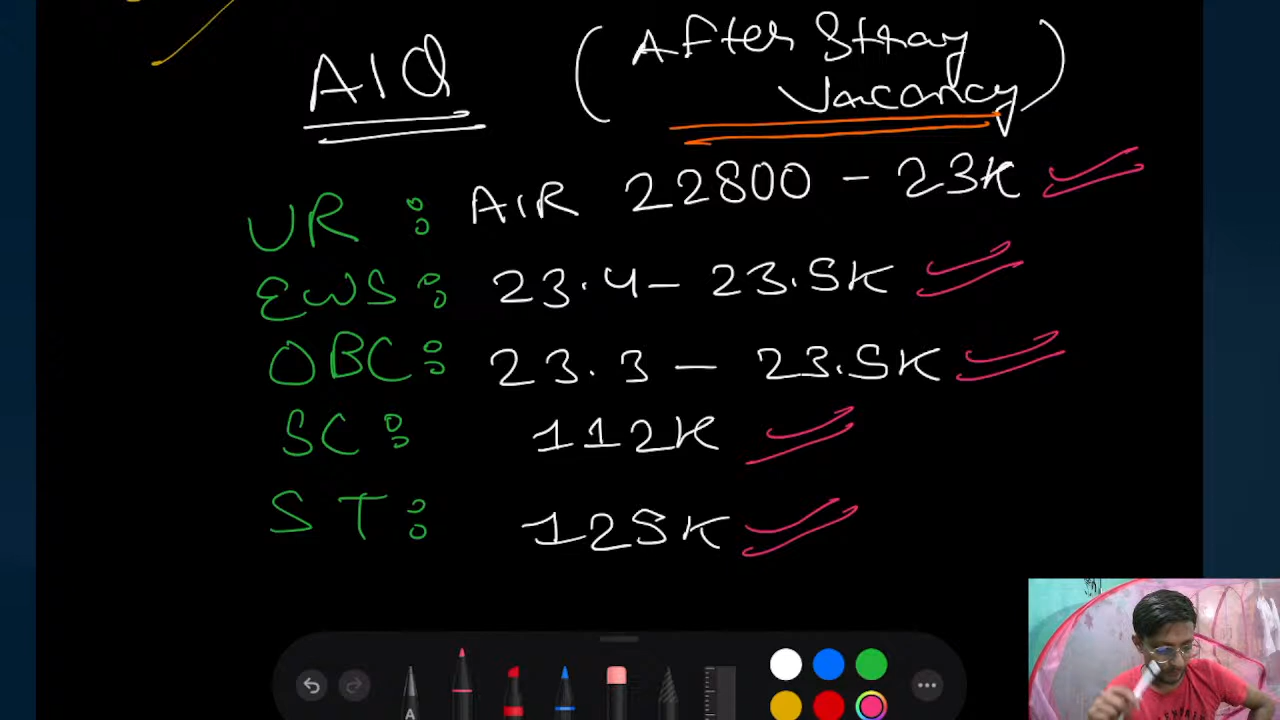 AIQ (After Stray
Vacancy)
UR : AIR 22800 - 23K
EWS : 23.4 - 23.5K
OBC : 23.3 - 23.5K
SC : 112K
ST : 125K
A